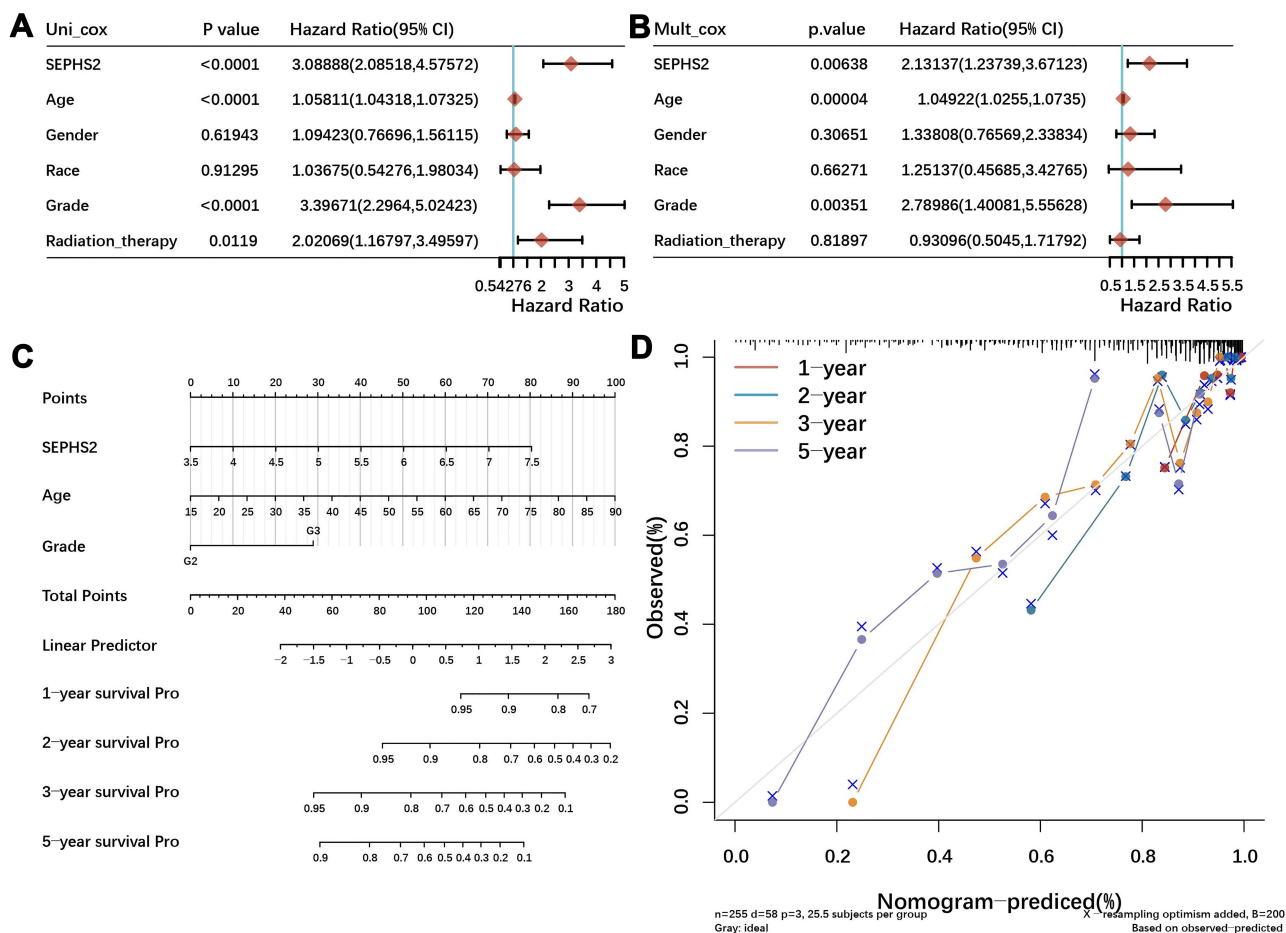 A
Uni_cox P value Hazard Ratio(95% CI)
SEPHS2 <0.0001 3.08888(2.08518,4.57572)
Age <0.0001 1.05811(1.04318,1.07325)
Gender 0.61943 1.09423(0.76696,1.56115)
Race 0.91295 1.03675(0.54276,1.98034)
Grade <0.0001 3.39671(2.2964,5.02423)
Radiation_therapy 0.0119 2.02069(1.16797,3.49597)
0.54276 2 3 4 5
Hazard Ratio
B
Mult_cox p.value Hazard Ratio(95% CI)
SEPHS2 0.00638 2.13137(1.23739,3.67123)
Age 0.00004 1.04922(1.0255,1.0735)
Gender 0.30651 1.33808(0.76569,2.33834)
Race 0.66271 1.25137(0.45685,3.42765)
Grade 0.00351 2.78986(1.40081,5.55628)
Radiation_therapy 0.81897 0.93096(0.5045,1.71792)
0.5 1.5 2.5 3.5 4.5 5.5
Hazard Ratio
C
0 10 20 30 40 50 60 70 80 90 100
Points
SEPHS2
3.5 4 4.5 5 5.5 6 6.5 7 7.5
Age
15 20 25 30 35 40 45 50 55 60 65 70 75 80 85 90
G3
Grade
G2
Total Points
0 20 40 60 80 100 120 140 160 180
Linear Predictor
−2 −1.5 −1 −0.5 0 0.5 1 1.5 2 2.5 3
1−year survival Pro
0.95 0.9 0.8 0.7
2−year survival Pro
0.95 0.9 0.8 0.7 0.6 0.5 0.4 0.3 0.2
3−year survival Pro
0.95 0.9 0.8 0.7 0.6 0.5 0.4 0.3 0.2 0.1
5−year survival Pro
0.9 0.8 0.7 0.6 0.5 0.4 0.3 0.2 0.1
D
1−year
2−year
3−year
5−year
Observed(%)
1.0
0.8
0.6
0.4
0.2
0.0
0.0 0.2 0.4 0.6 0.8 1.0
Nomogram−prediced(%)
n=255 d=58 p=3, 25.5 subjects per group
Gray: ideal
X − resampling optimism added, B=200
Based on observed−predicted